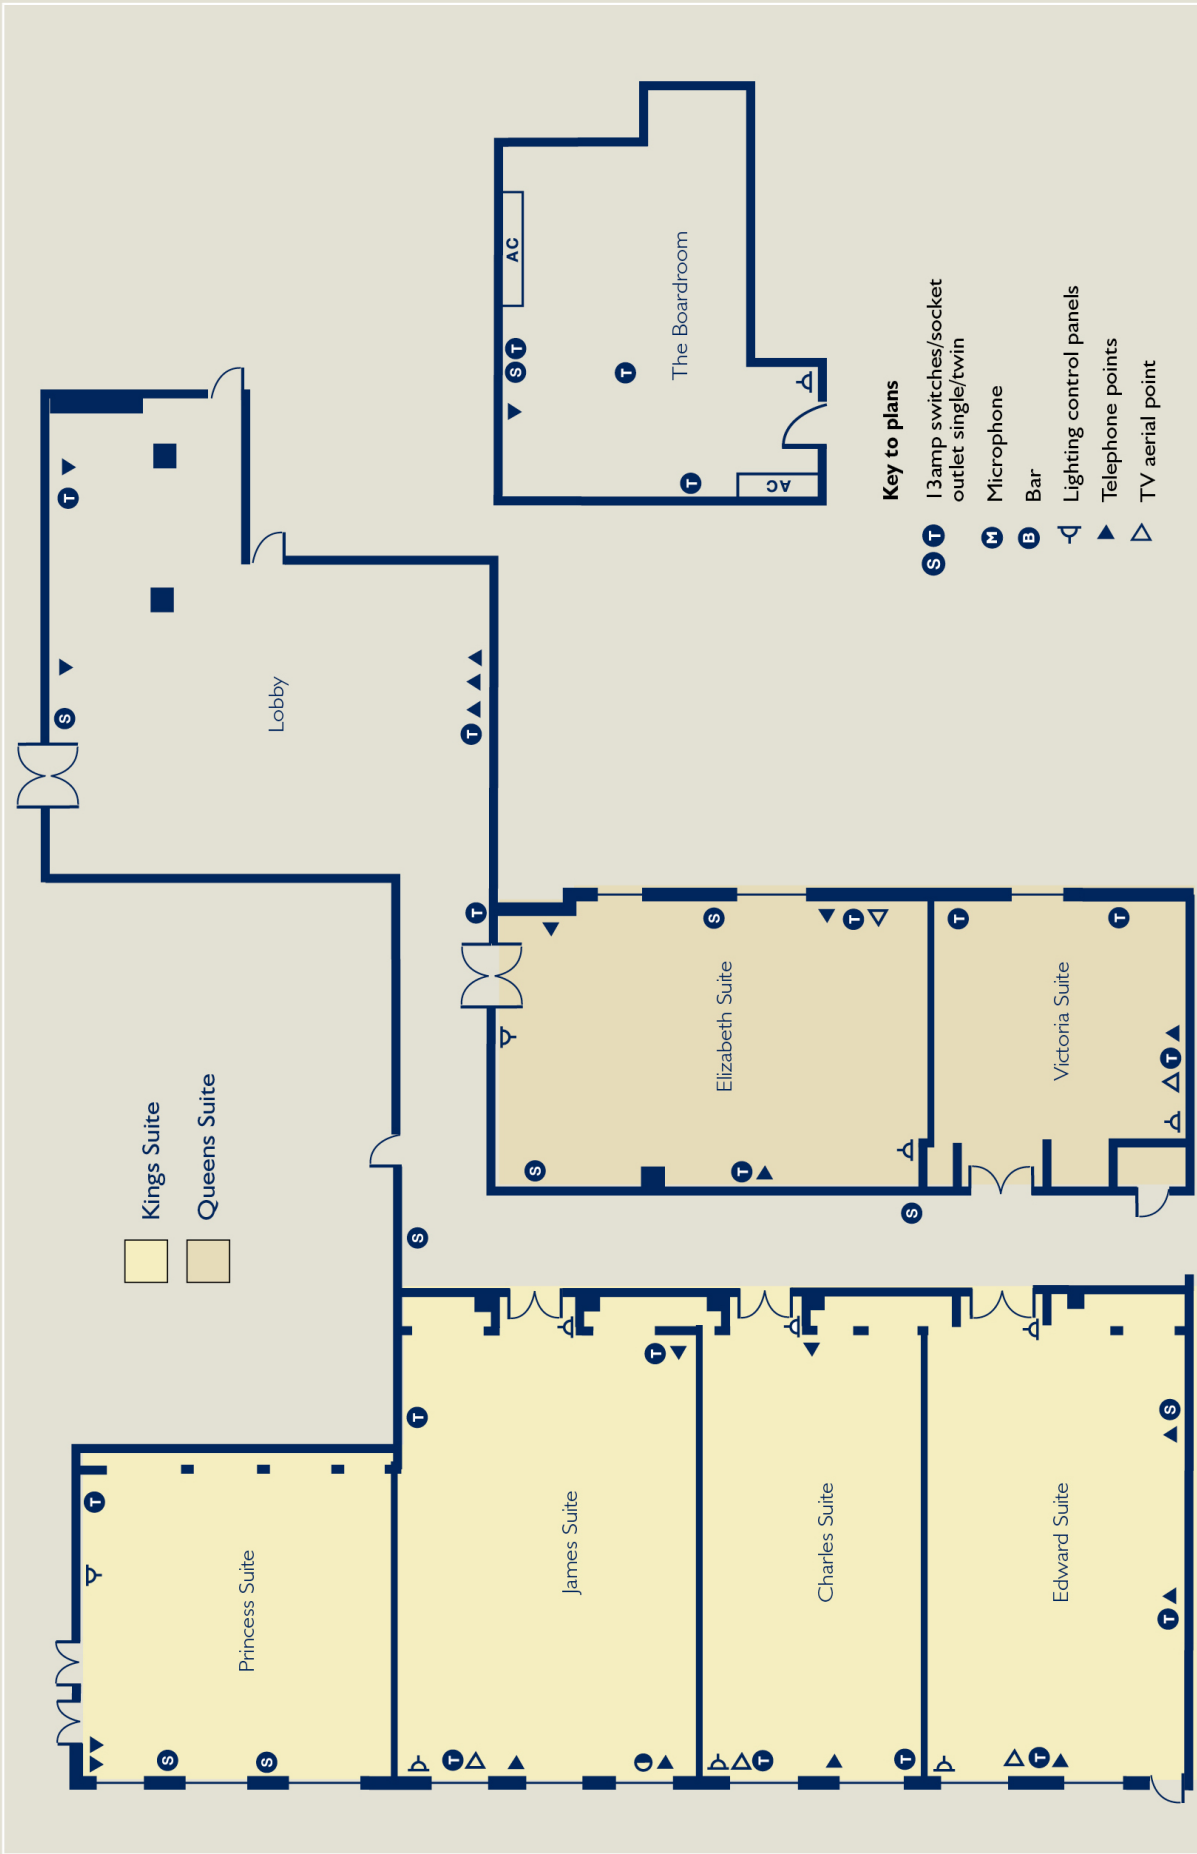 Kings Suite
Queens Suite
Princess Suite
James Suite
Charles Suite
Edward Suite
Elizabeth Suite
Victoria Suite
Lobby
The Boardroom
AC
AC
Key to plans
S T 13amp switches/socket
outlet single/twin
M Microphone
B Bar
Lighting control panels
Telephone points
TV aerial point
T
S
S
T
T
T
T
T
T
S
T
T
S
S
T
S
T
S
T
T
T
S
T
T
T
T
S
S
T
T
T